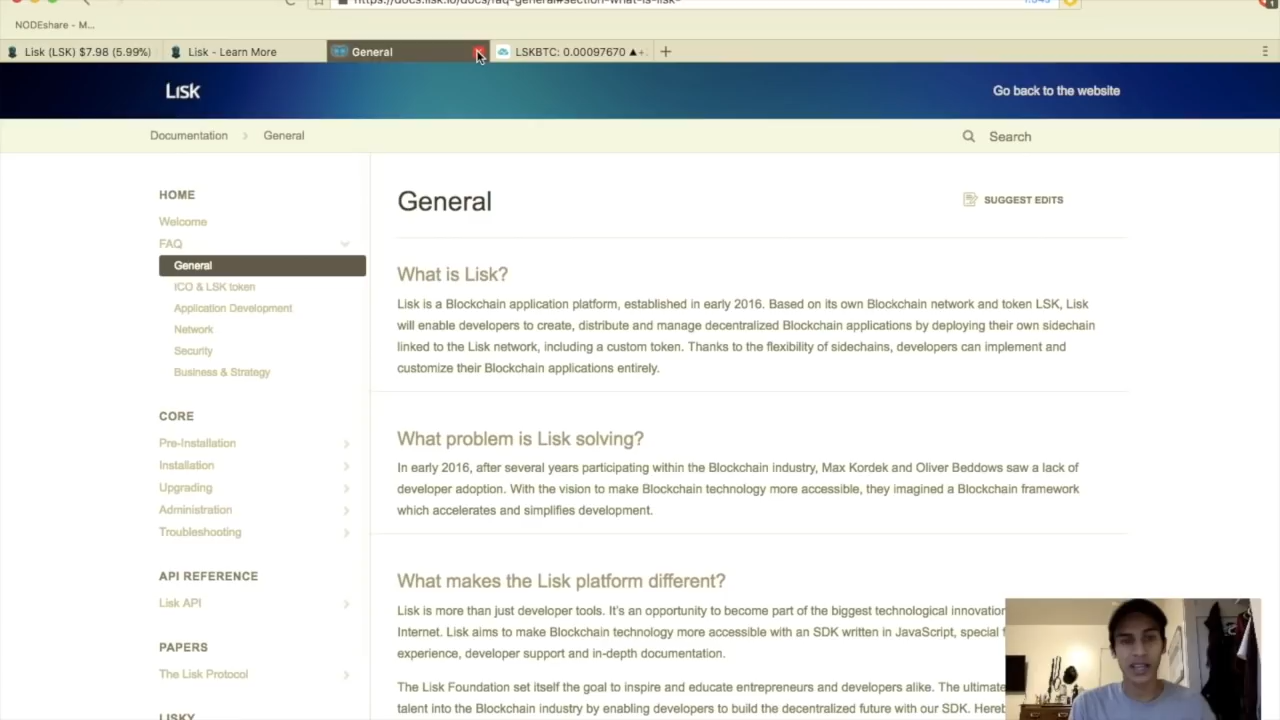 https://docs.lisk.io/docs/faq-general#section-what-is-lisk-
NODEshare - M...
Lisk (LSK) $7.98 (5.99%)
Lisk - Learn More
General
LSKBTC: 0.00097670 ▲+
Lisk
Go back to the website
Documentation
General
Search
HOME
Welcome
FAQ
General
ICO & LSK token
Application Development
Network
Security
Business & Strategy
CORE
Pre-Installation
Installation
Upgrading
Administration
Troubleshooting
API REFERENCE
Lisk API
PAPERS
The Lisk Protocol
LISKY
General
SUGGEST EDITS
What is Lisk?
Lisk is a Blockchain application platform, established in early 2016. Based on its own Blockchain network and token LSK, Lisk
will enable developers to create, distribute and manage decentralized Blockchain applications by deploying their own sidechain
linked to the Lisk network, including a custom token. Thanks to the flexibility of sidechains, developers can implement and
customize their Blockchain applications entirely.
What problem is Lisk solving?
In early 2016, after several years participating within the Blockchain industry, Max Kordek and Oliver Beddows saw a lack of
developer adoption. With the vision to make Blockchain technology more accessible, they imagined a Blockchain framework
which accelerates and simplifies development.
What makes the Lisk platform different?
Lisk is more than just developer tools. It's an opportunity to become part of the biggest technological innovation
Internet. Lisk aims to make Blockchain technology more accessible with an SDK written in JavaScript, special
experience, developer support and in-depth documentation.
The Lisk Foundation set itself the goal to inspire and educate entrepreneurs and developers alike. The ultimate
talent into the Blockchain industry by enabling developers to build the decentralized future with our SDK.